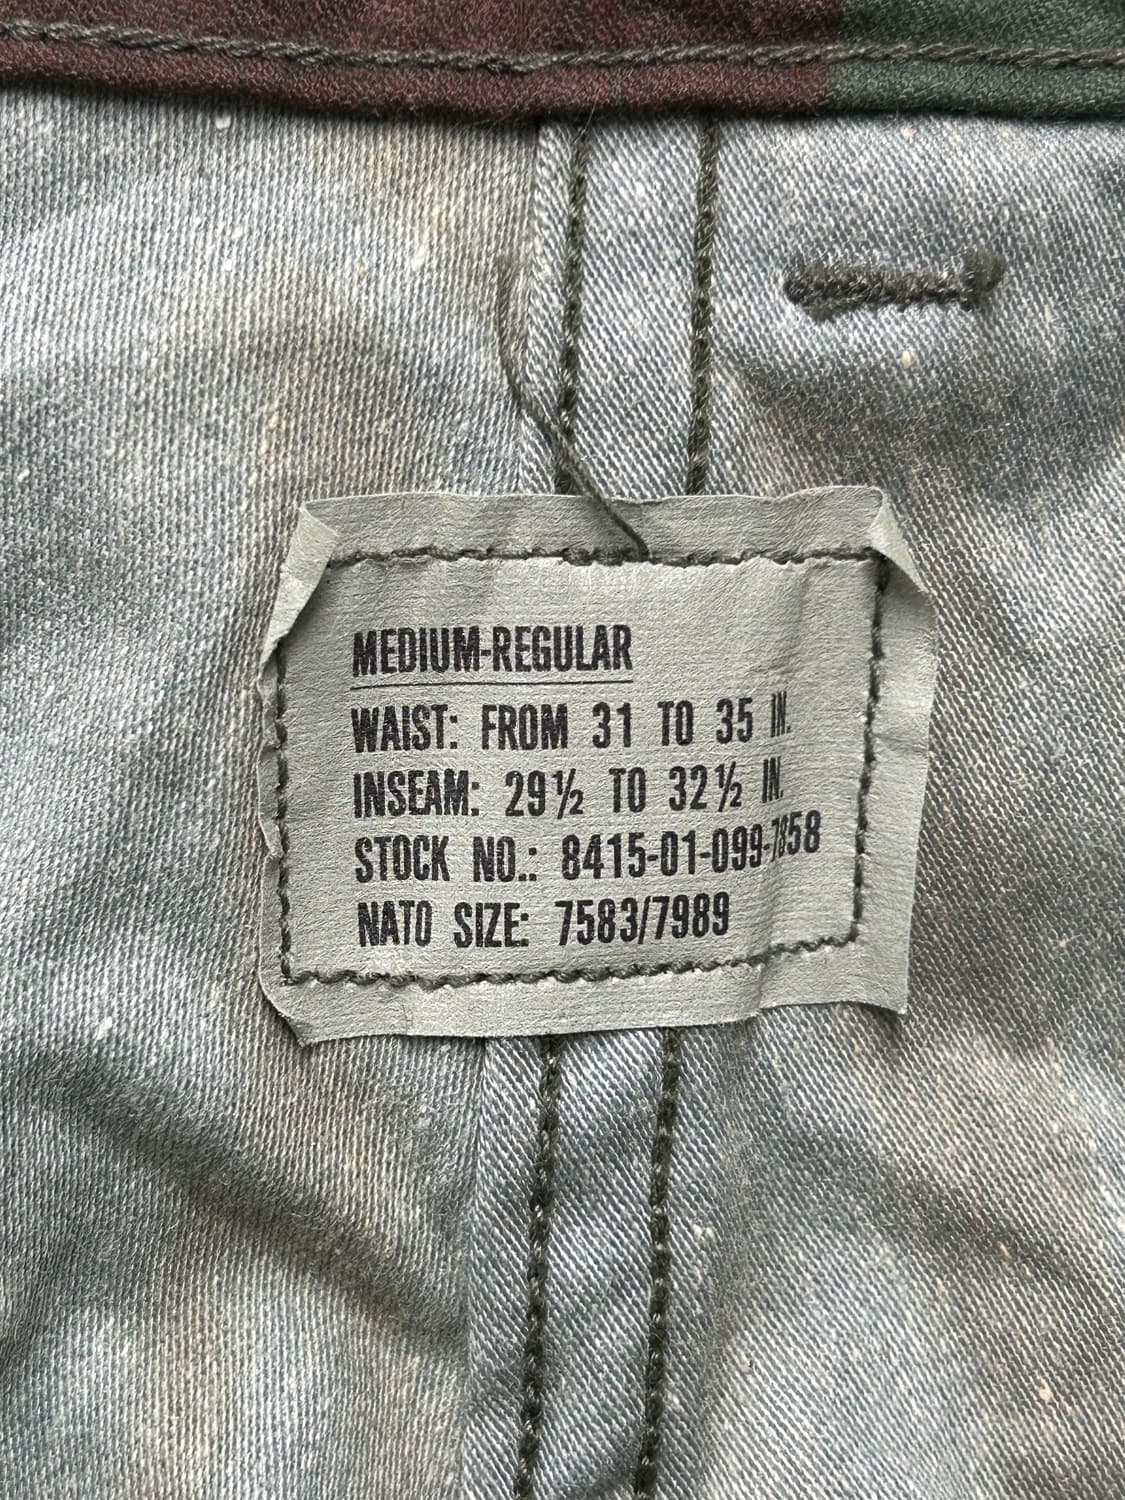 MEDIUM-REGULAR
WAIST: FROM 31 TO 35 IN.
INSEAM: 29½ TO 32½ IN.
STOCK NO.: 8415-01-099-7858
NATO SIZE: 7583/7989